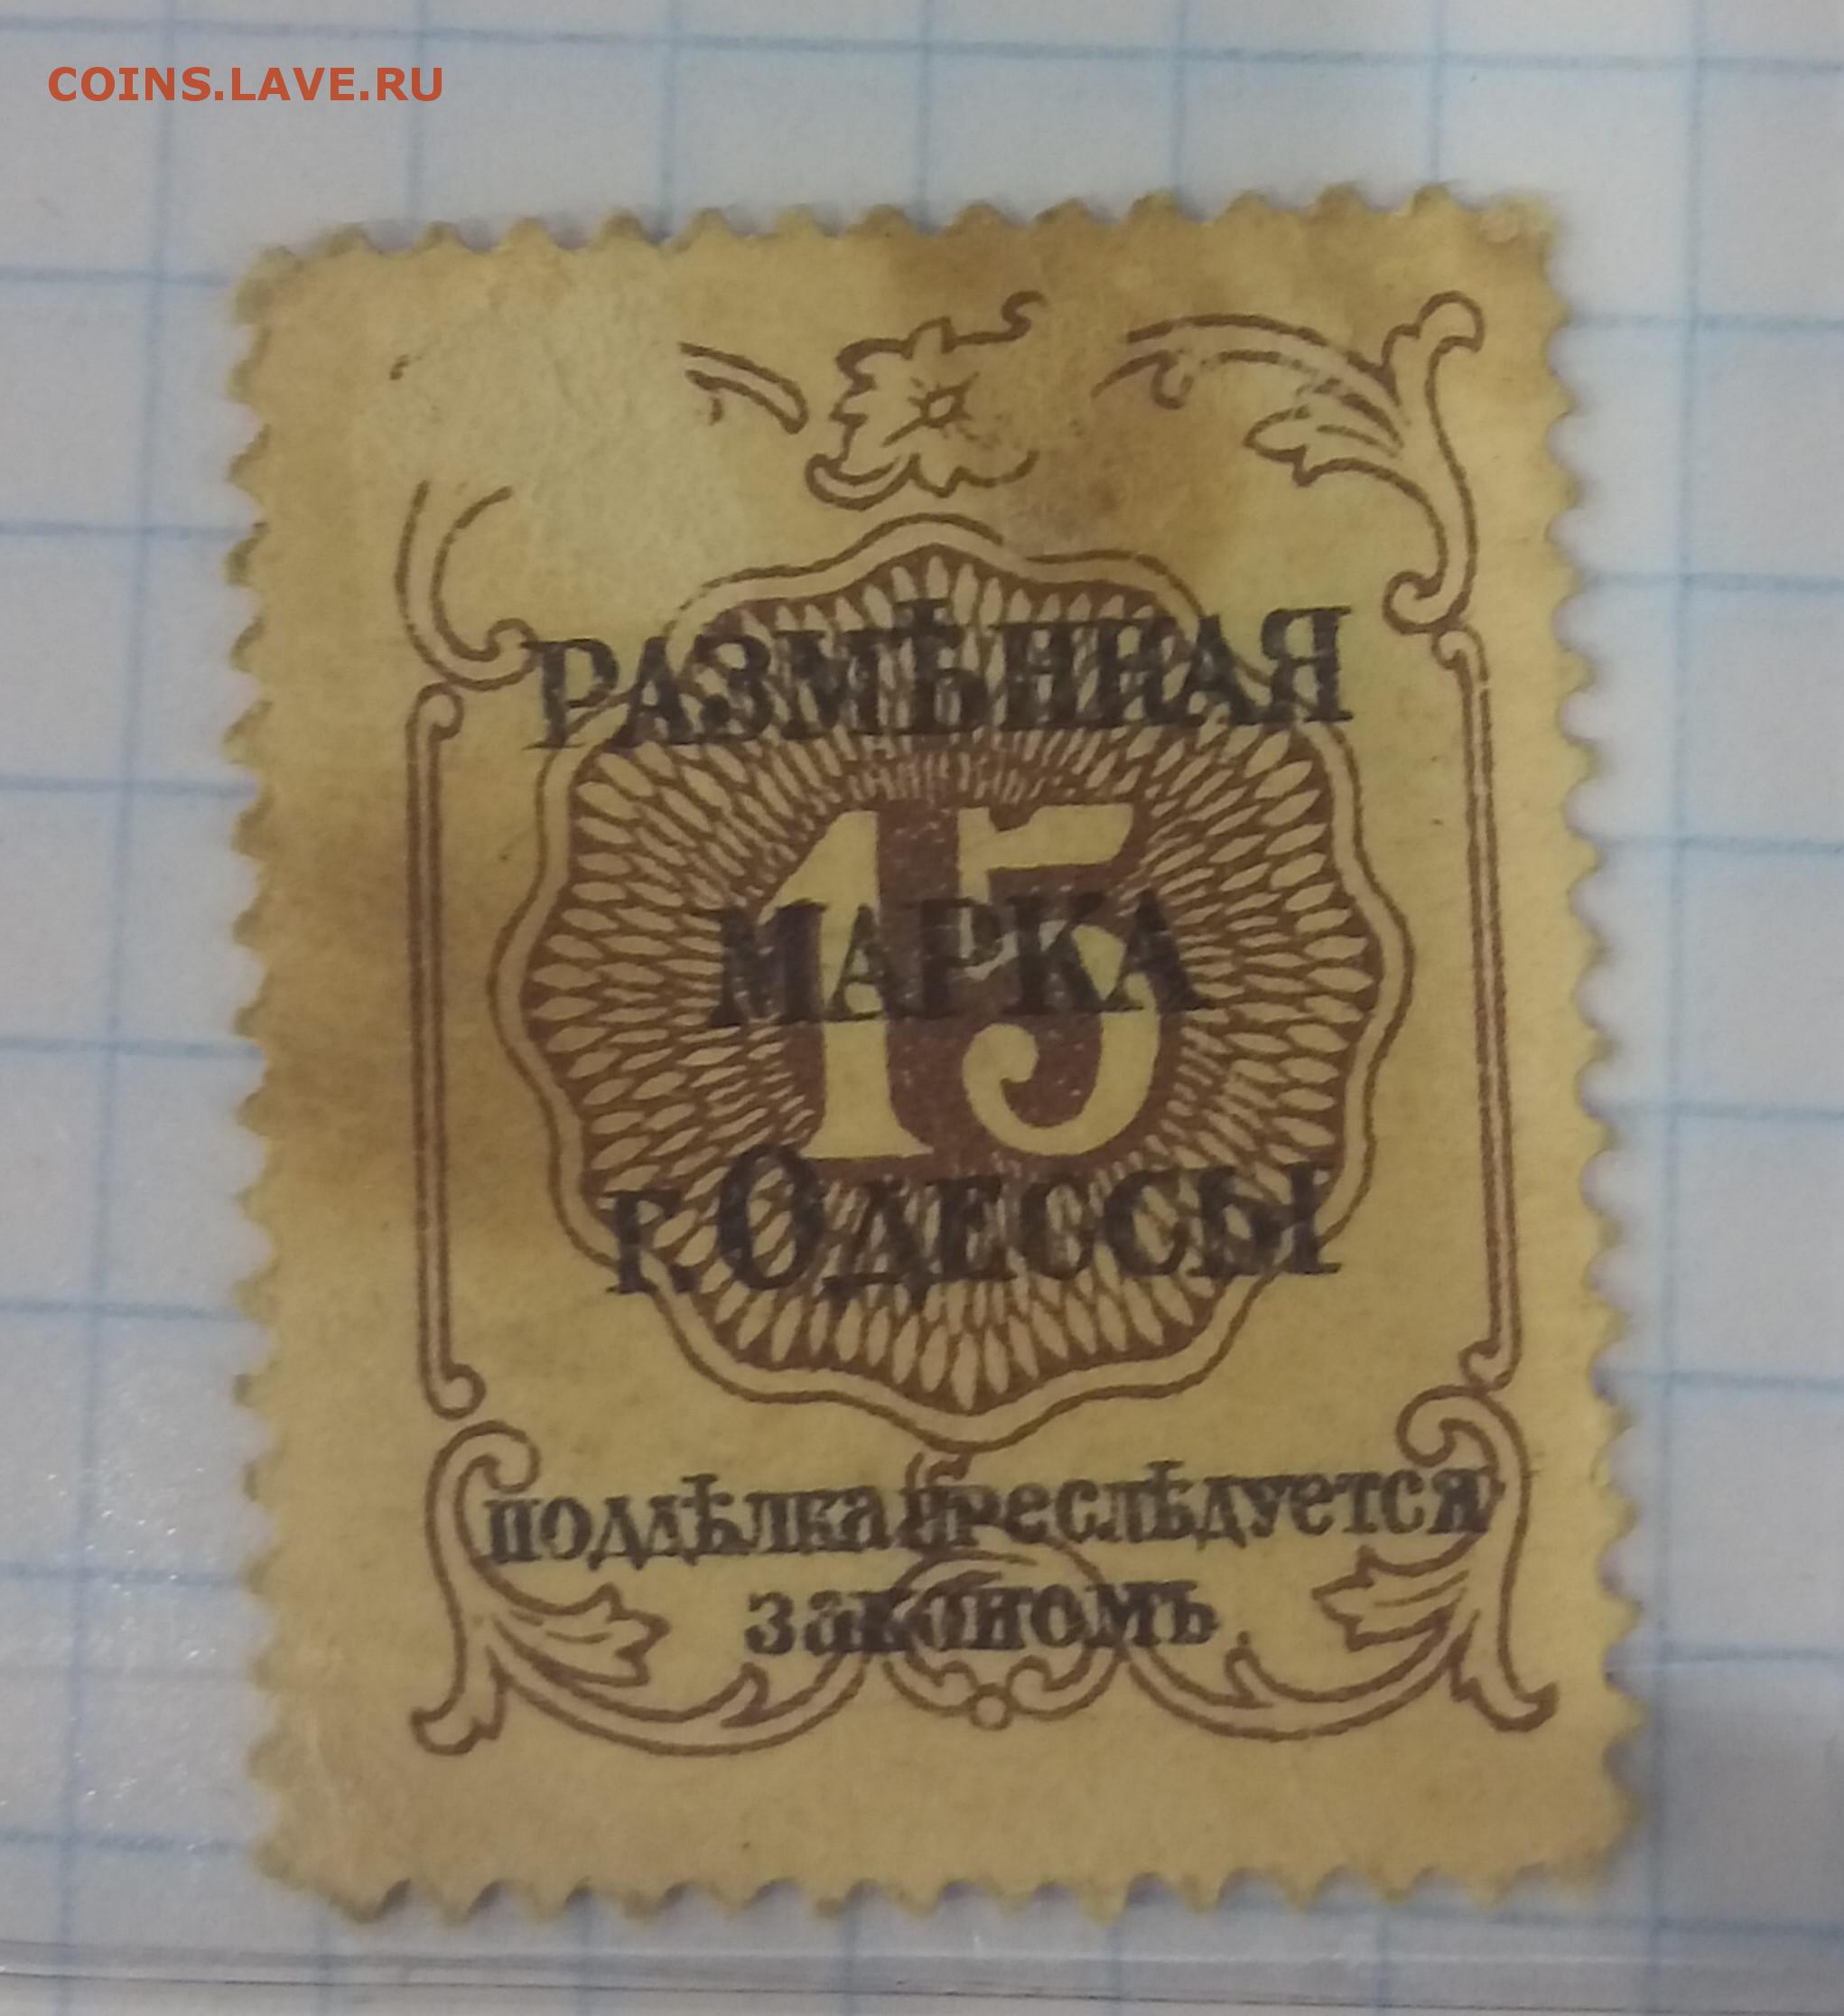 COINS.LAVE.RU
РАЗМѢННАЯ
15
МАРКА
Г. ОДЕССЫ
поддѣлка преслѣдуется
закономъ